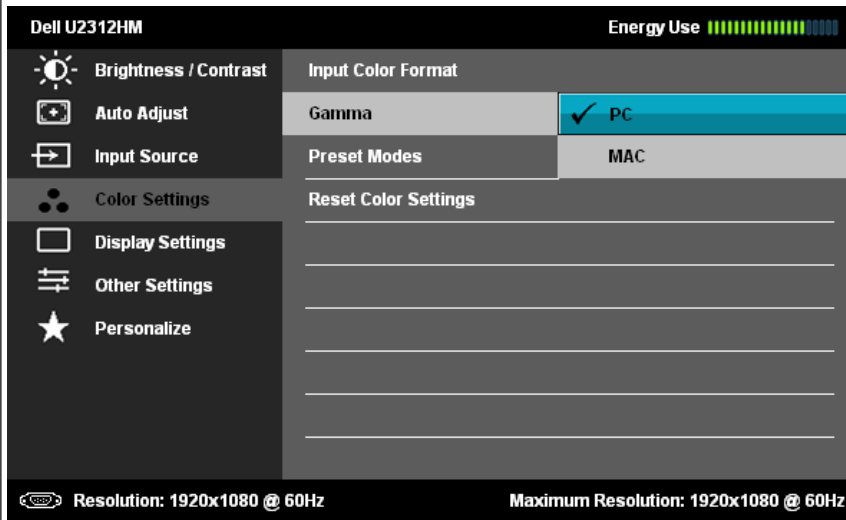 Dell U2312HM Energy Use
Brightness / Contrast Input Color Format
Auto Adjust Gamma PC
Input Source Preset Modes MAC
Color Settings Reset Color Settings
Display Settings
Other Settings
Personalize
Resolution: 1920x1080 @ 60Hz Maximum Resolution: 1920x1080 @ 60Hz